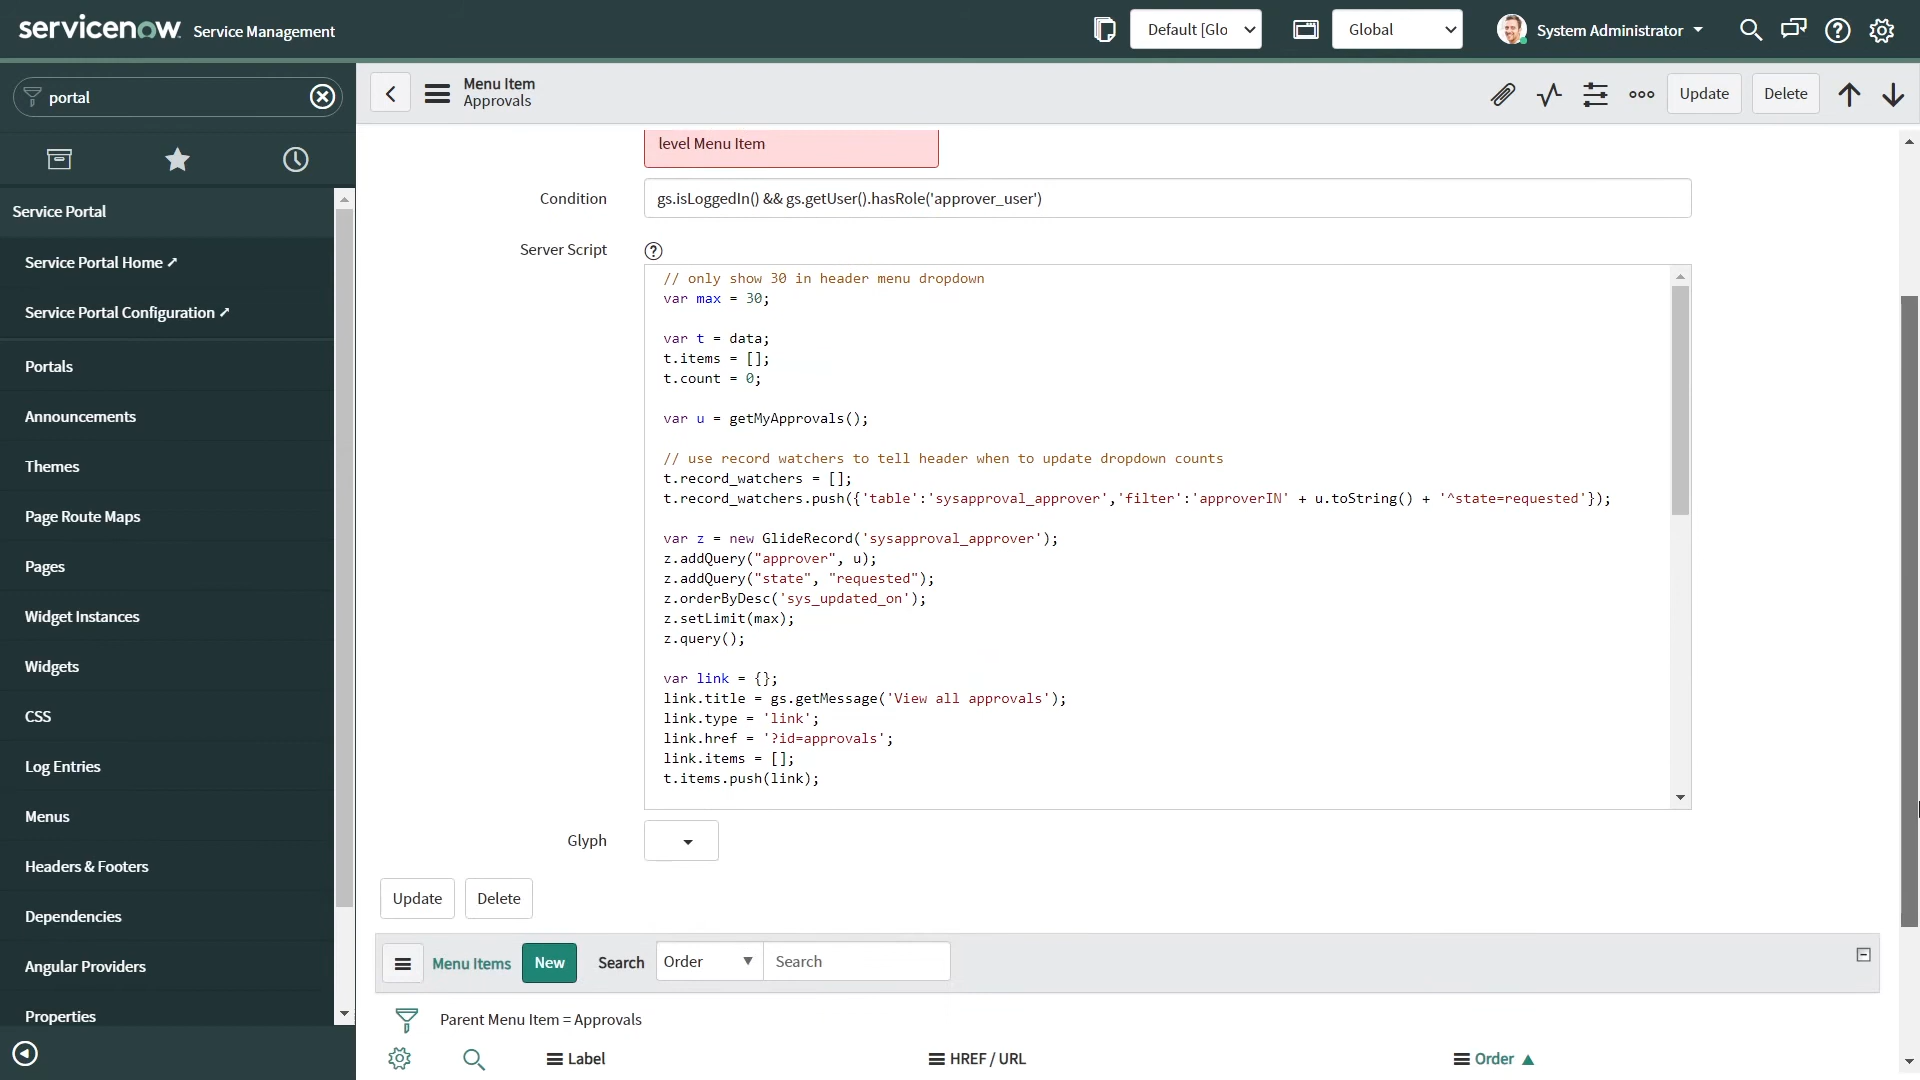 servicenow Service Management
Default [Glo
Global
System Administrator
portal
Menu Item
Approvals
Update
Delete
Service Portal
Service Portal Home
Service Portal Configuration
Portals
Announcements
Themes
Page Route Maps
Pages
Widget Instances
Widgets
CSS
Log Entries
Menus
Headers & Footers
Dependencies
Angular Providers
Properties
level Menu Item
Condition
gs.isLoggedIn() && gs.getUser().hasRole('approver_user')
Server Script
// only show 30 in header menu dropdown
var max = 30;
var t = data;
t.items = [];
t.count = 0;
var u = getMyApprovals();
// use record watchers to tell header when to update dropdown counts
t.record_watchers = [];
t.record_watchers.push({'table':'sysapproval_approver','filter':'approverIN' + u.toString() + '^state=requested'});
var z = new GlideRecord('sysapproval_approver');
z.addQuery("approver", u);
z.addQuery("state", "requested");
z.orderByDesc('sys_updated_on');
z.setLimit(max);
z.query();
var link = {};
link.title = gs.getMessage('View all approvals');
link.type = 'link';
link.href = '?id=approvals';
link.items = [];
t.items.push(link);
Glyph
Update
Delete
Menu Items
New
Search
Order
Search
Parent Menu Item = Approvals
Label
HREF / URL
Order